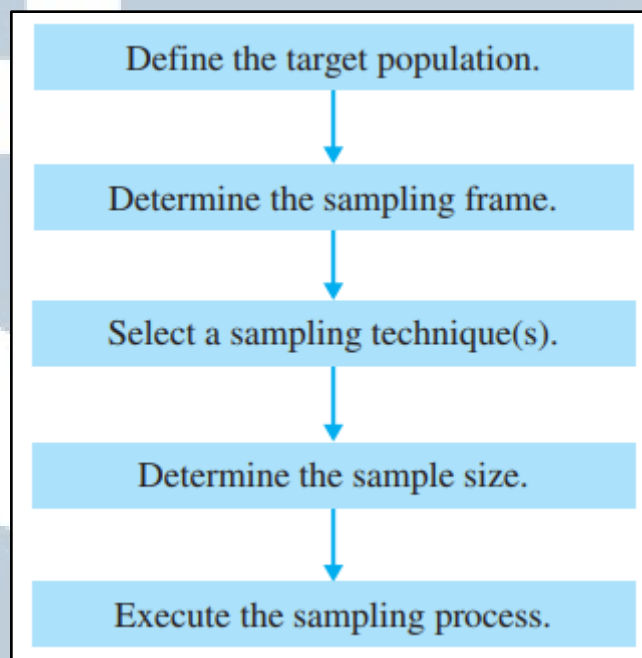 Define the target population.
Determine the sampling frame.
Select a sampling technique(s).
Determine the sample size.
Execute the sampling process.